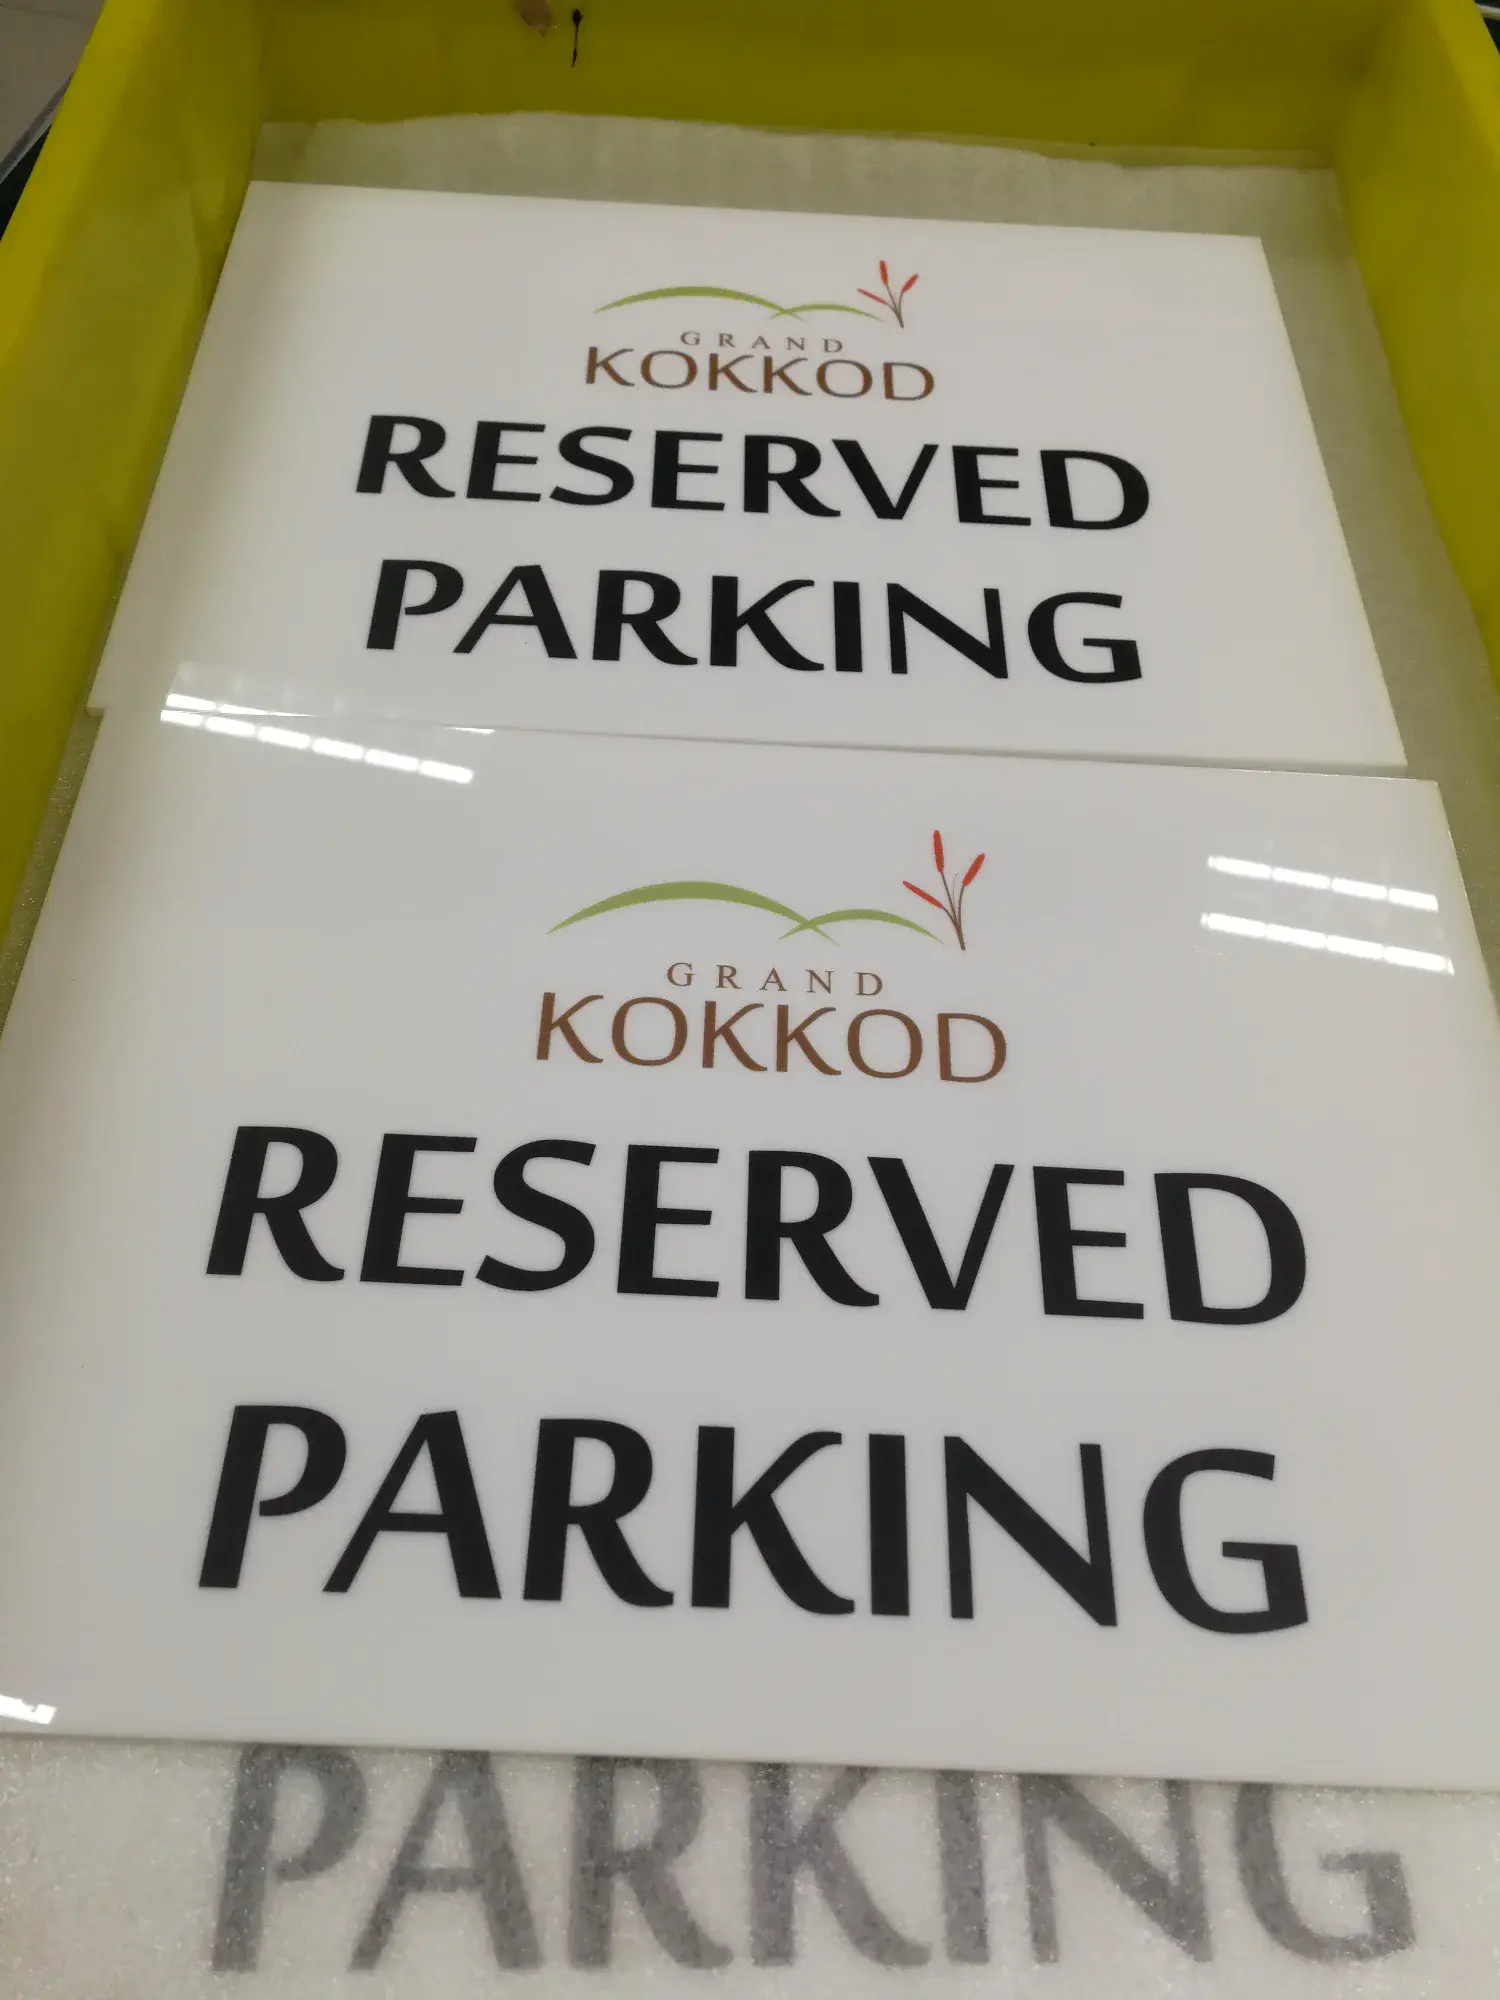 GRAND
KOKKOD
RESERVED
PARKING
GRAND
KOKKOD
RESERVED
PARKING
PARKING